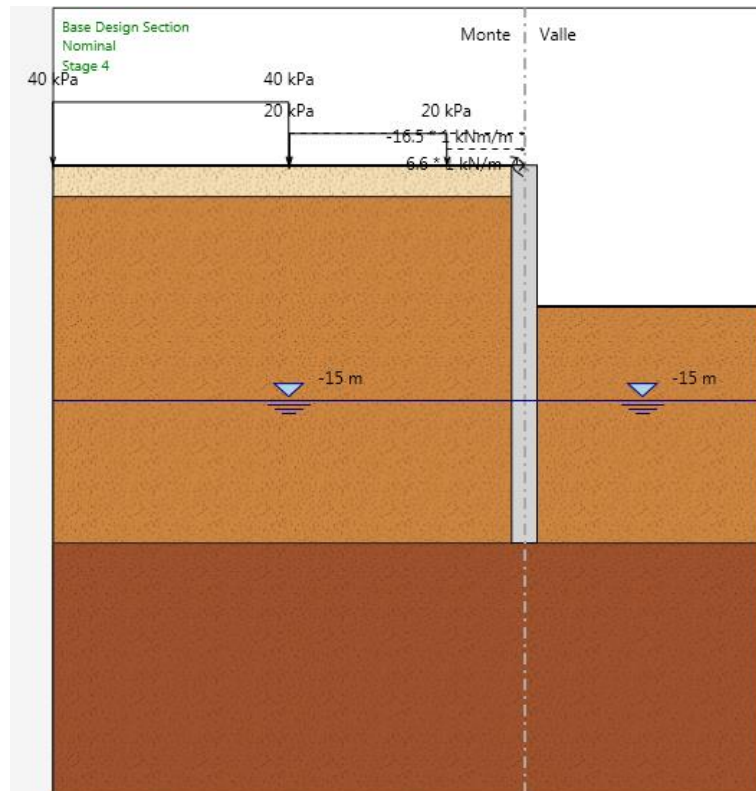 Base Design Section
Nominal
Stage 4
Monte
Valle
40 kPa
40 kPa
20 kPa
20 kPa
-16.5 * 1 kNm/m
6.6 * 1 kN/m
-15 m
-15 m